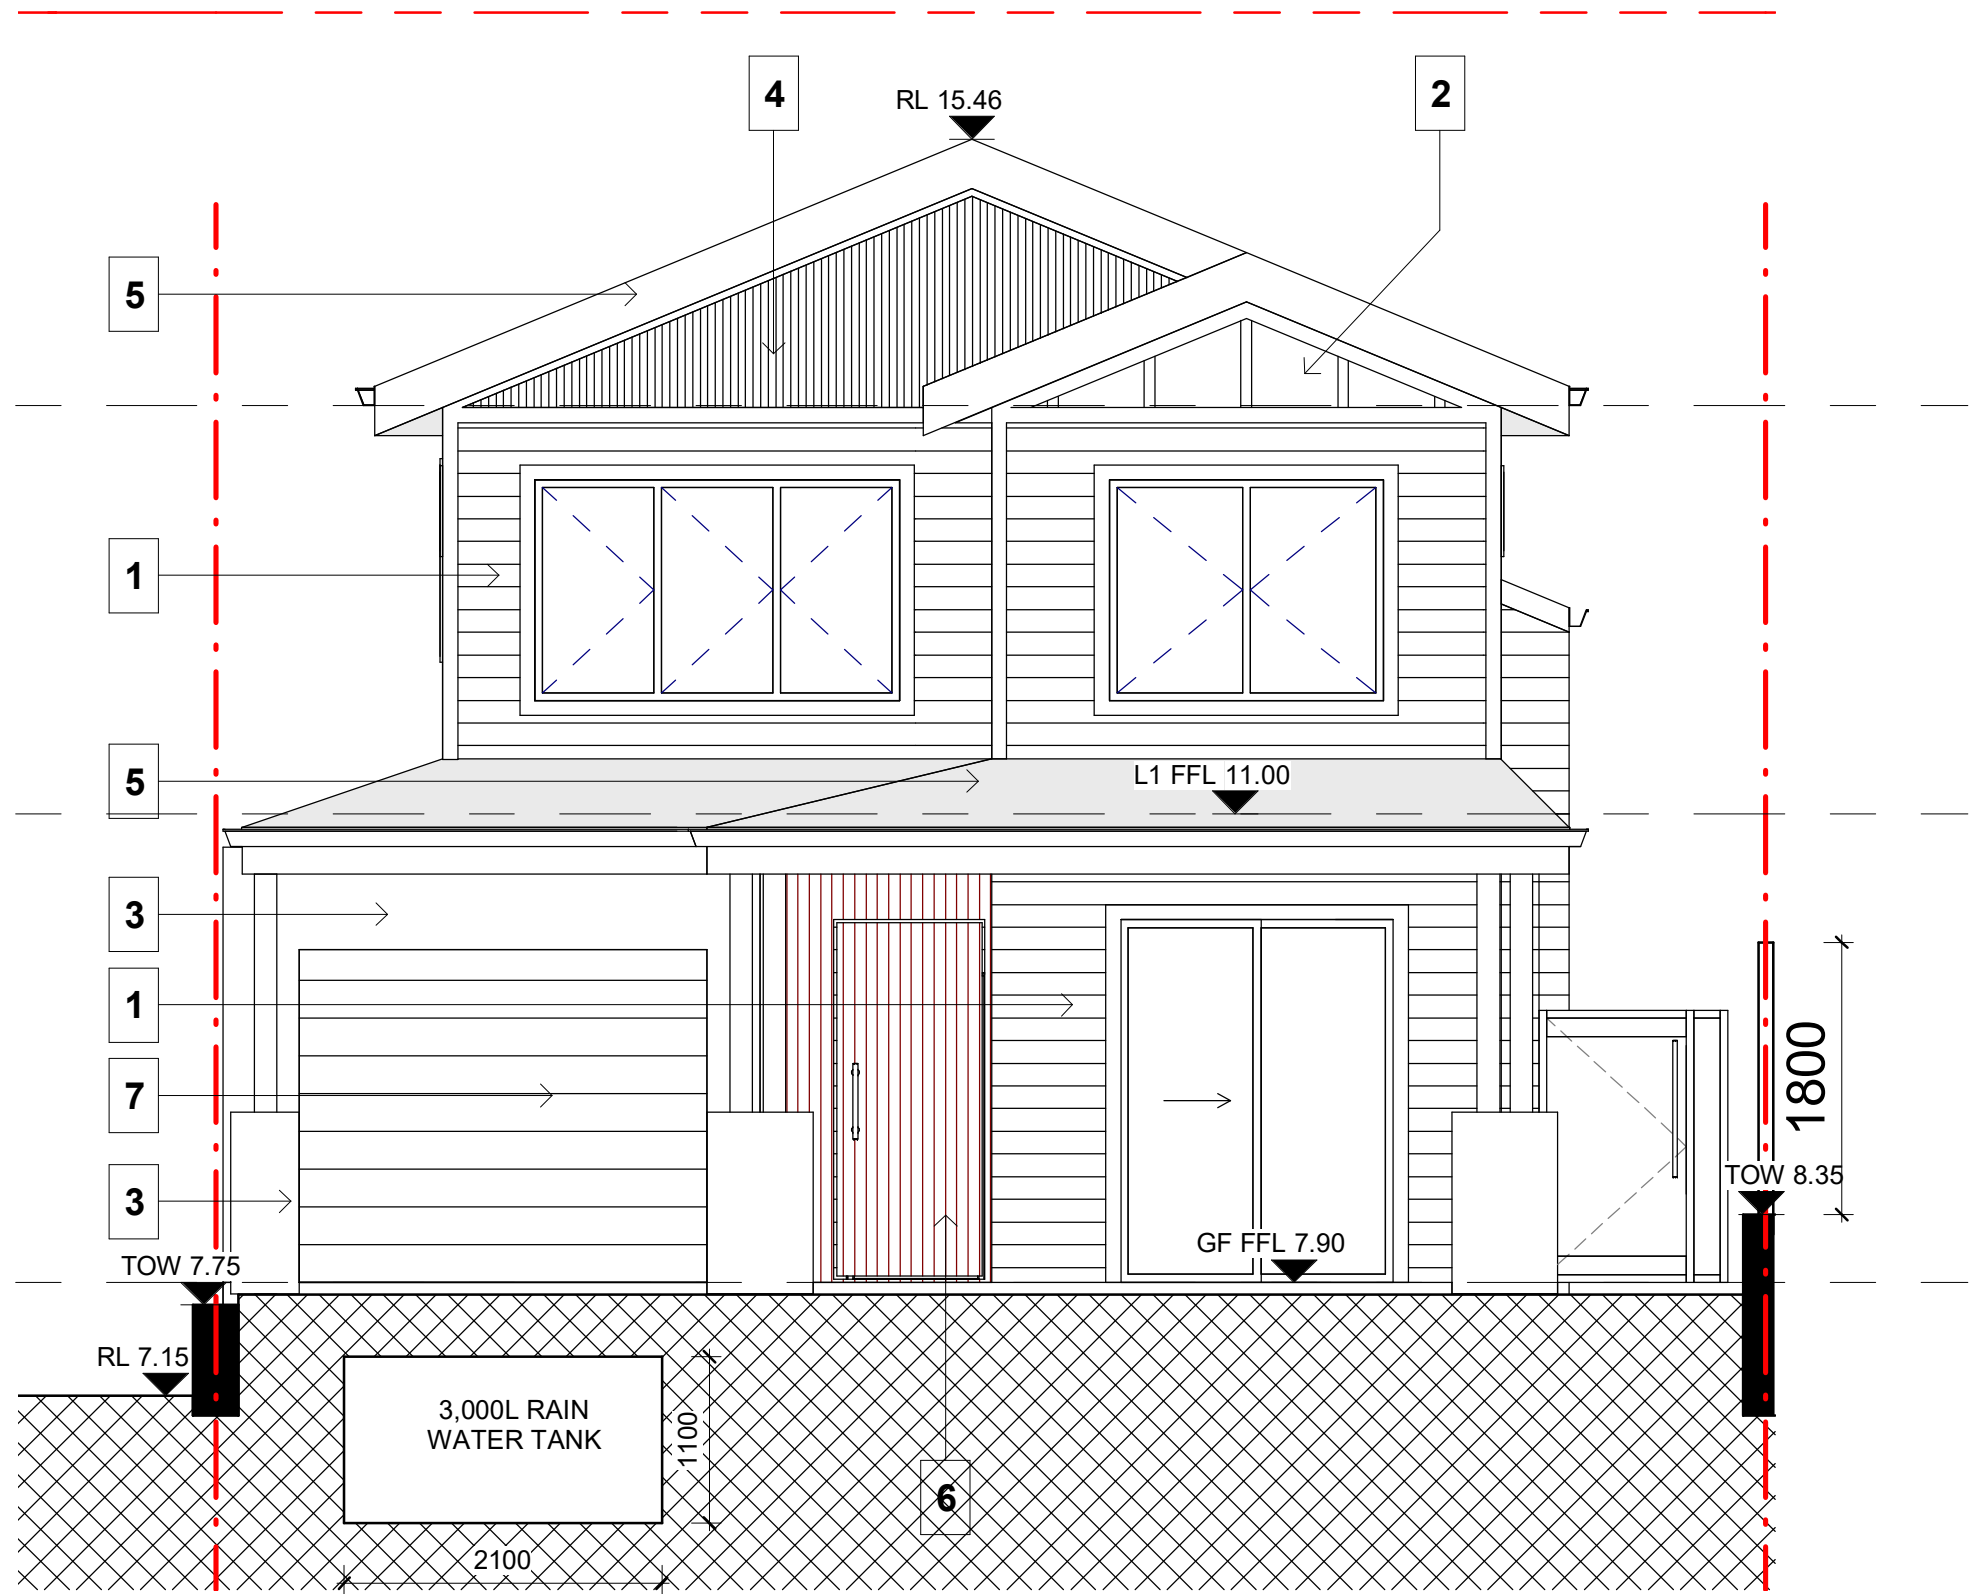 4
RL 15.46
2
5
1
5
L1 FFL 11.00
3
1
7
1800
3
TOW 8.35
GF FFL 7.90
TOW 7.75
RL 7.15
3,000L RAIN
WATER TANK
1100
6
2100